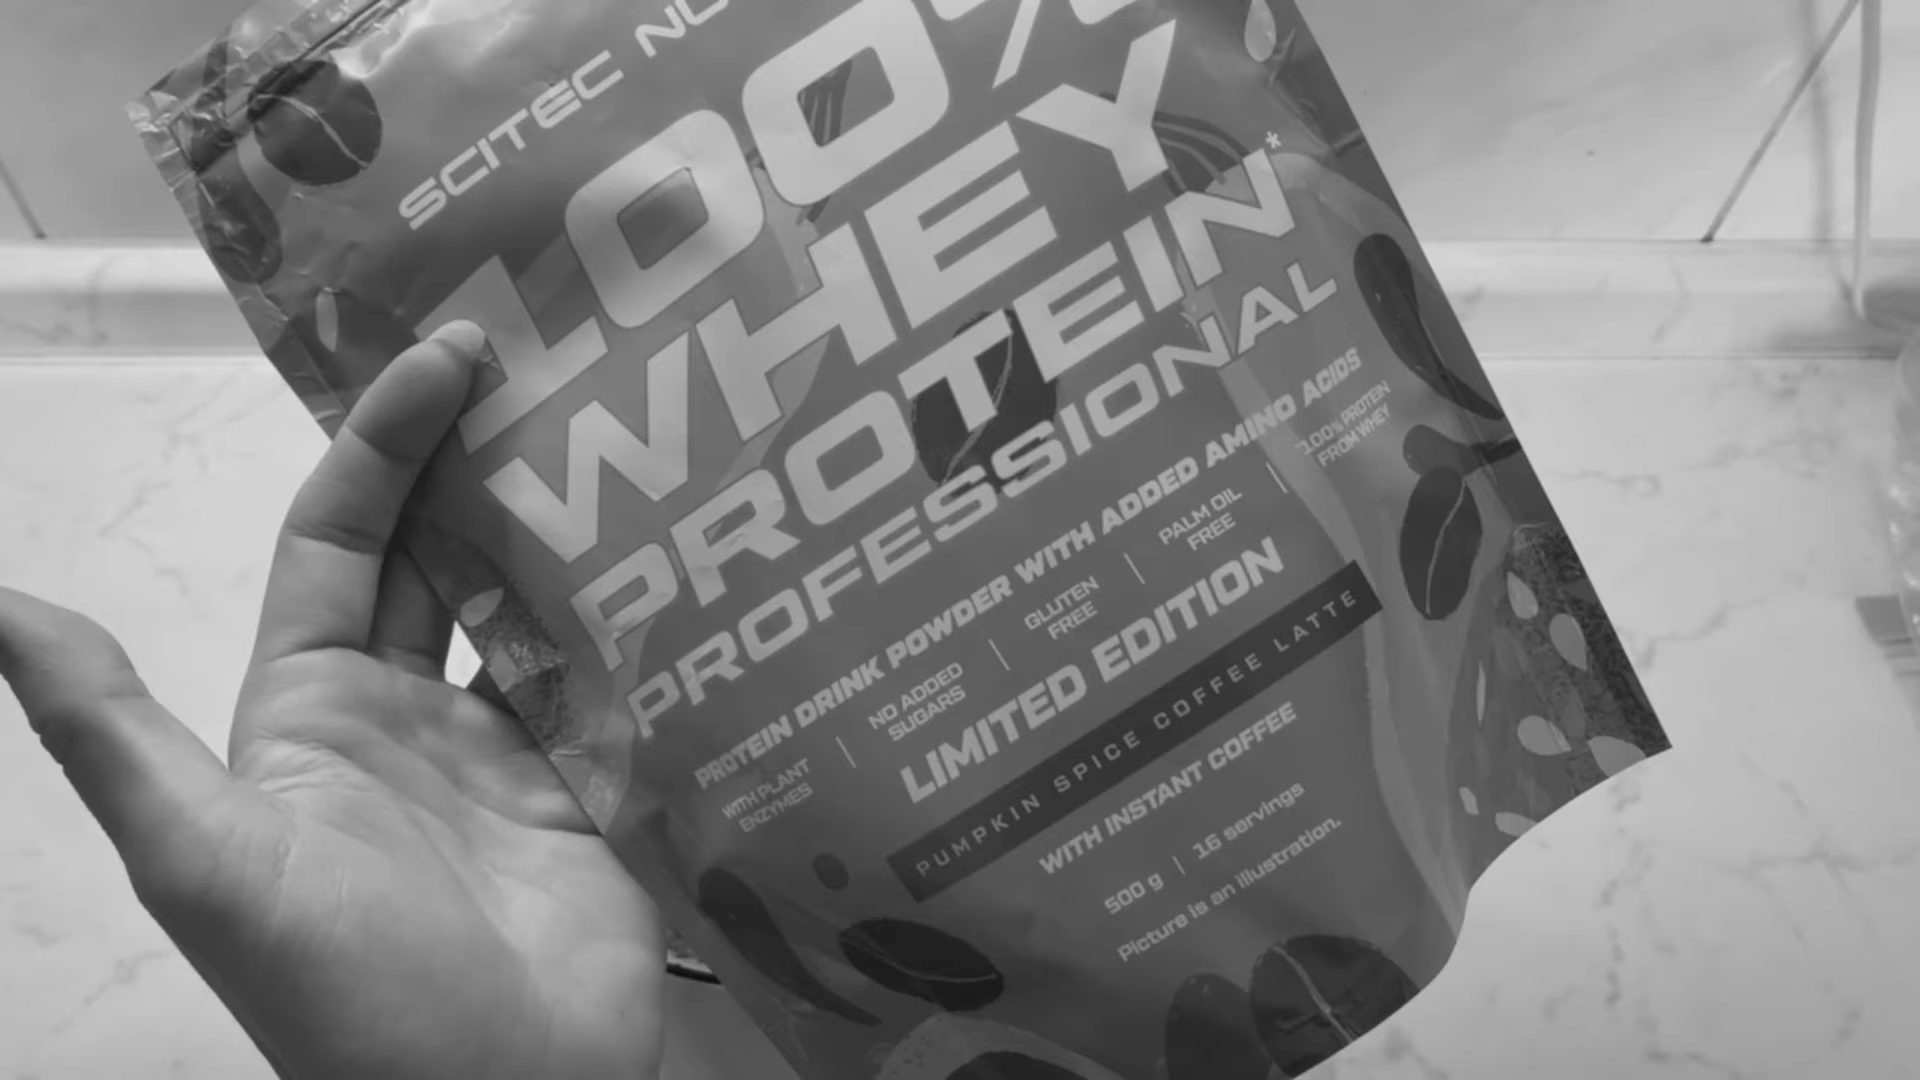 SCITEC
100%
WHEY
PROTEIN*
PROFESSIONAL
PROTEIN DRINK POWDER WITH ADDED AMINO ACIDS
WITH PLANT
ENZYMES
NO ADDED
SUGARS
GLUTEN
FREE
PALM OIL
FREE
100% PROTEIN
FROM WHEY
LIMITED EDITION
PUMPKIN SPICE COFFEE LATTE
WITH INSTANT COFFEE
500 g | 16 servings
Picture is an illustration.